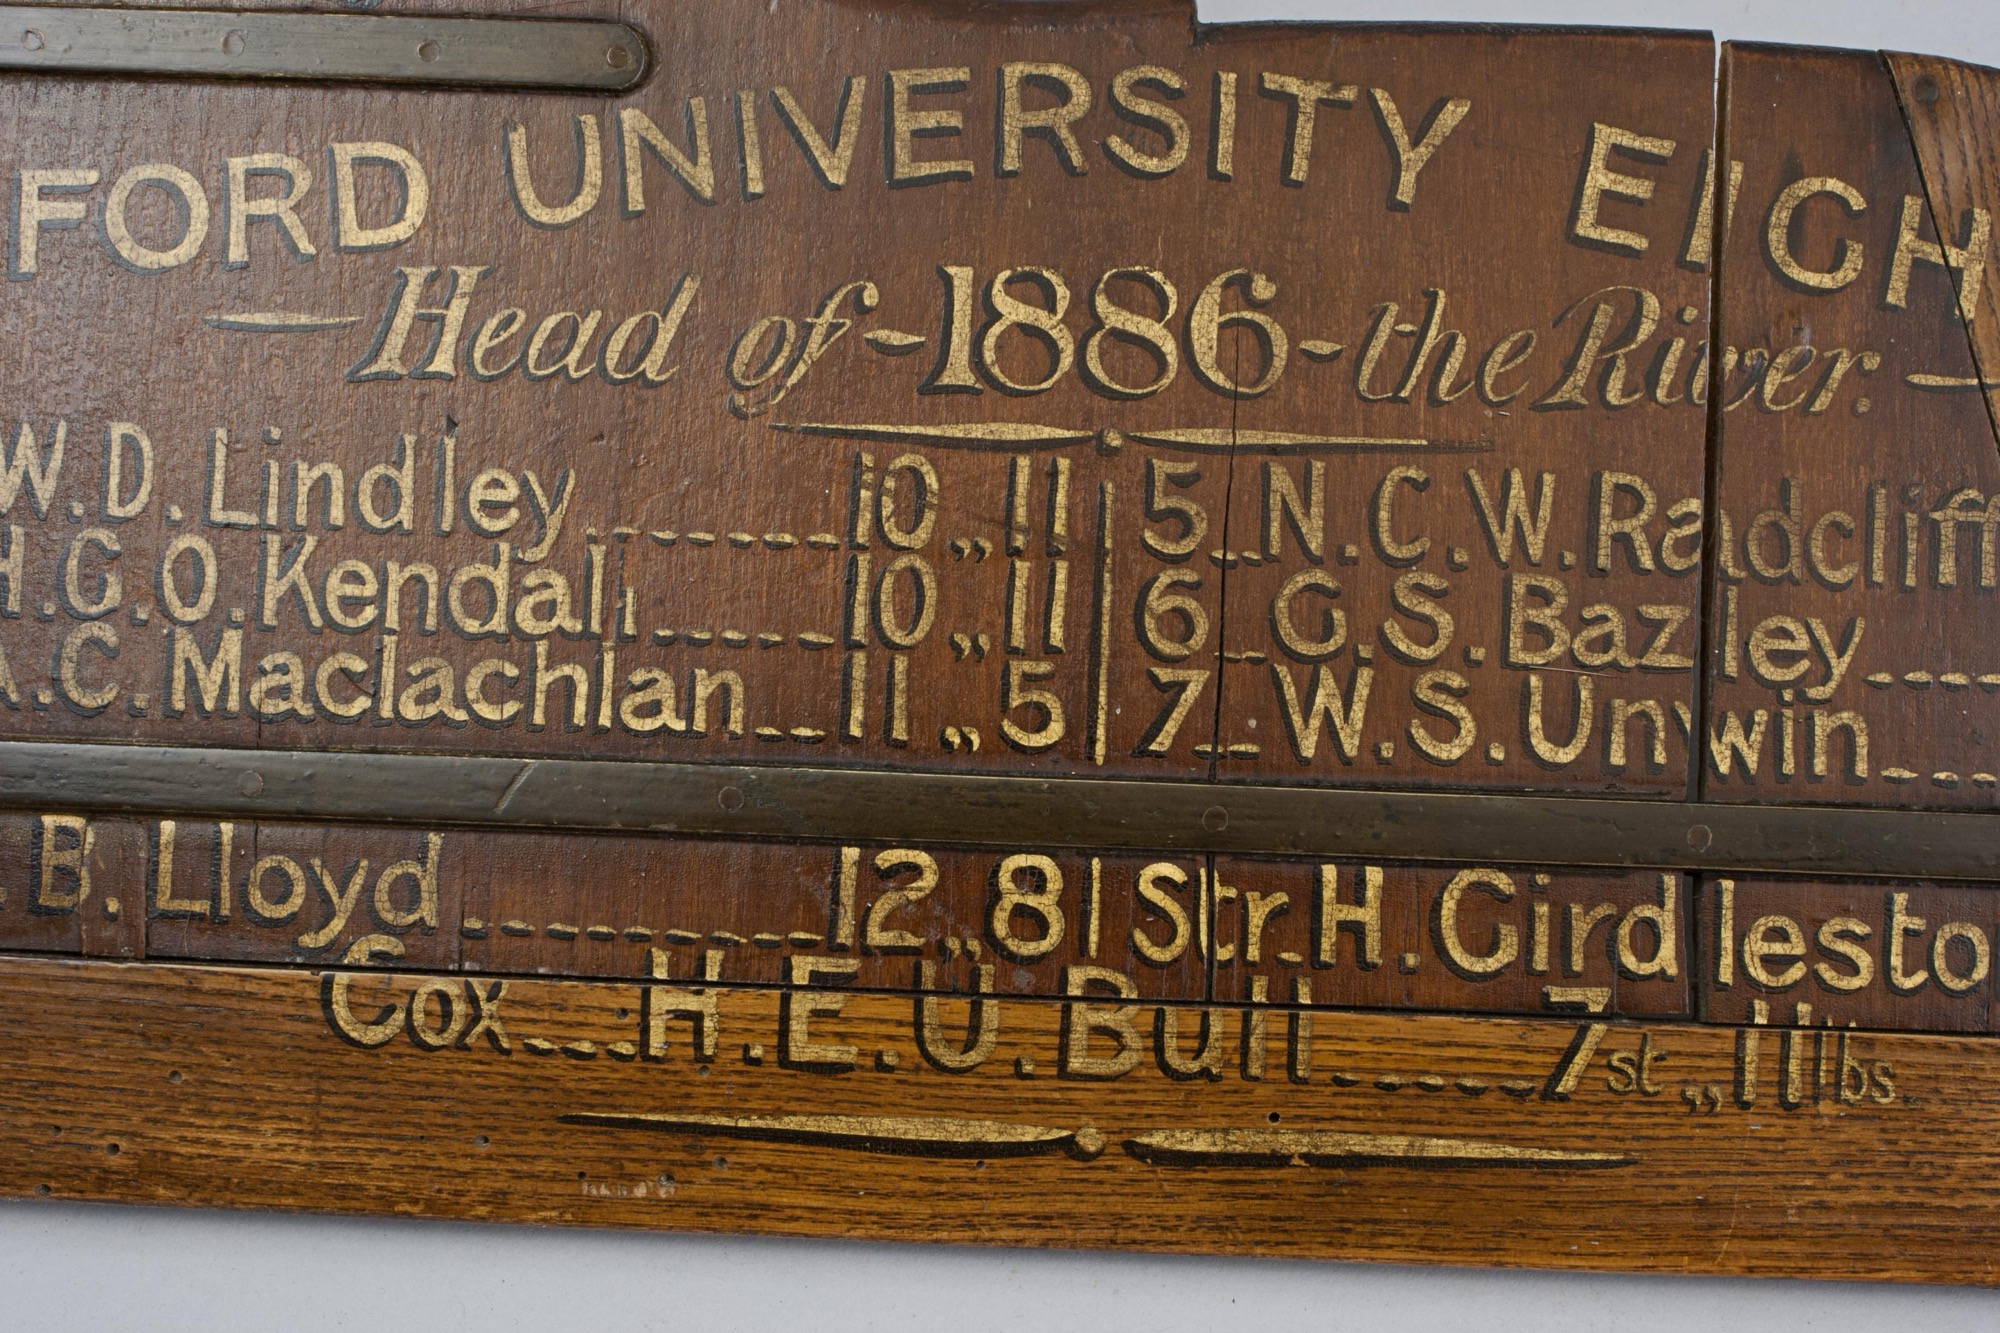 FORD UNIVERSITY EIGH
Head of - 1886 - the River.
W.D. Lindley 10 „ 11
H.G.O. Kendall 10 „ 11
A.C. Maclachlan 11 „ 5
B. Lloyd 12 „ 8
5 N.C.W. Radcliff
6 G.S. Bazley
7 W.S. Unwin
Str. H. Girdlesto
Cox H.E.U. Bull 7st „ 11lbs.